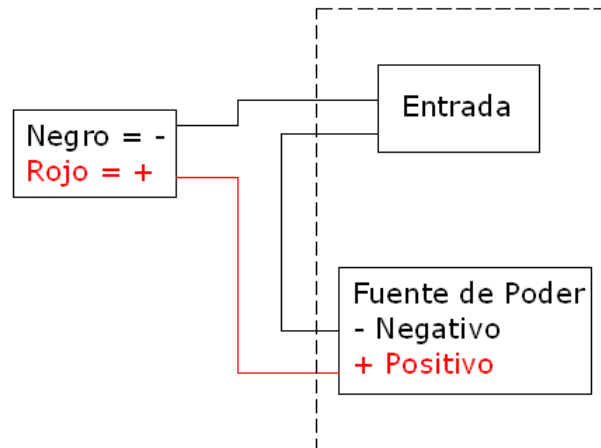 Entrada
Negro = -
Rojo = +
Fuente de Poder
- Negativo
+ Positivo